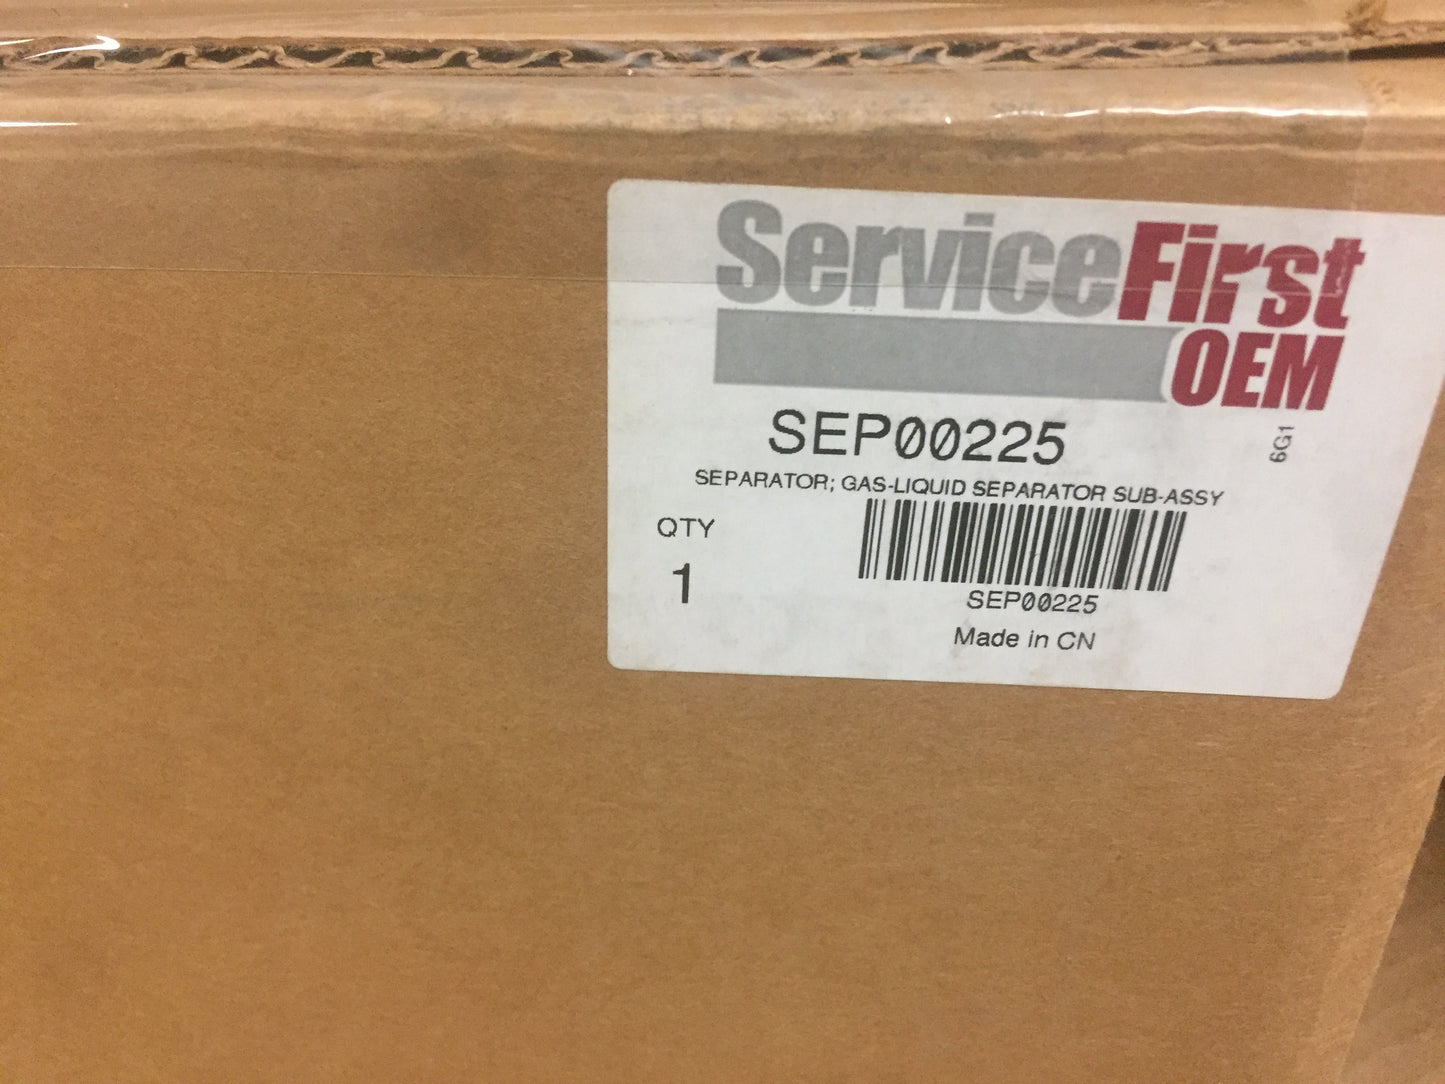 ServiceFirst
OEM
SEP00225
6G1
SEPARATOR; GAS-LIQUID SEPARATOR SUB-ASSY
QTY
1
SEP00225
Made in CN